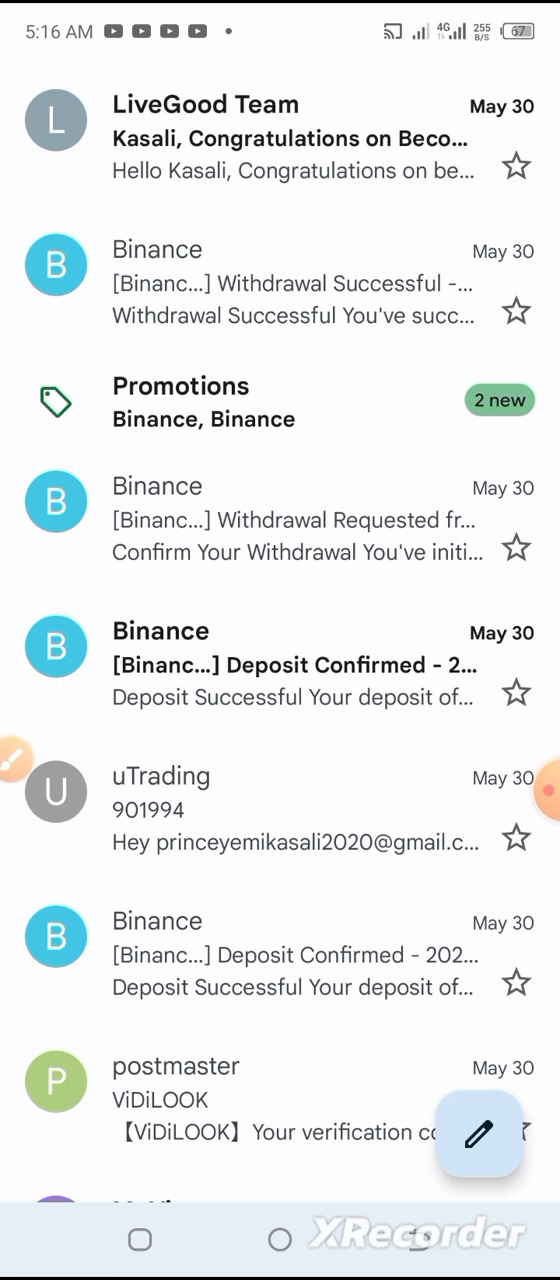 5:16 AM 4G 255 B/S 67
L LiveGood Team May 30
Kasali, Congratulations on Beco...
Hello Kasali, Congratulations on be...
B Binance May 30
[Binanc...] Withdrawal Successful -...
Withdrawal Successful You've succ...
Promotions 2 new
Binance, Binance
B Binance May 30
[Binanc...] Withdrawal Requested fr...
Confirm Your Withdrawal You've initi...
B Binance May 30
[Binanc...] Deposit Confirmed - 2...
Deposit Successful Your deposit of...
U uTrading May 30
901994
Hey princeyemikasali2020@gmail.c...
B Binance May 30
[Binanc...] Deposit Confirmed - 202...
Deposit Successful Your deposit of...
P postmaster May 30
ViDiLOOK
【ViDiLOOK】Your verification
XRecorder